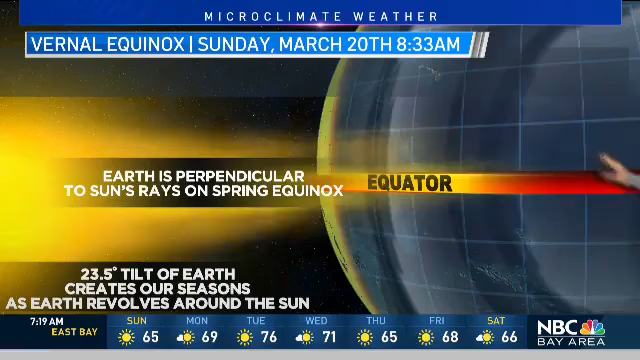 MICROCLIMATE WEATHER
VERNAL EQUINOX | SUNDAY, MARCH 20TH 8:33AM
EARTH IS PERPENDICULAR
TO SUN'S RAYS ON SPRING EQUINOX
EQUATOR
23.5° TILT OF EARTH
CREATES OUR SEASONS
AS EARTH REVOLVES AROUND THE SUN
7:19 AM
EAST BAY
SUN MON TUE WED THU FRI SAT
65 69 76 71 65 68 66
NBC
BAY AREA